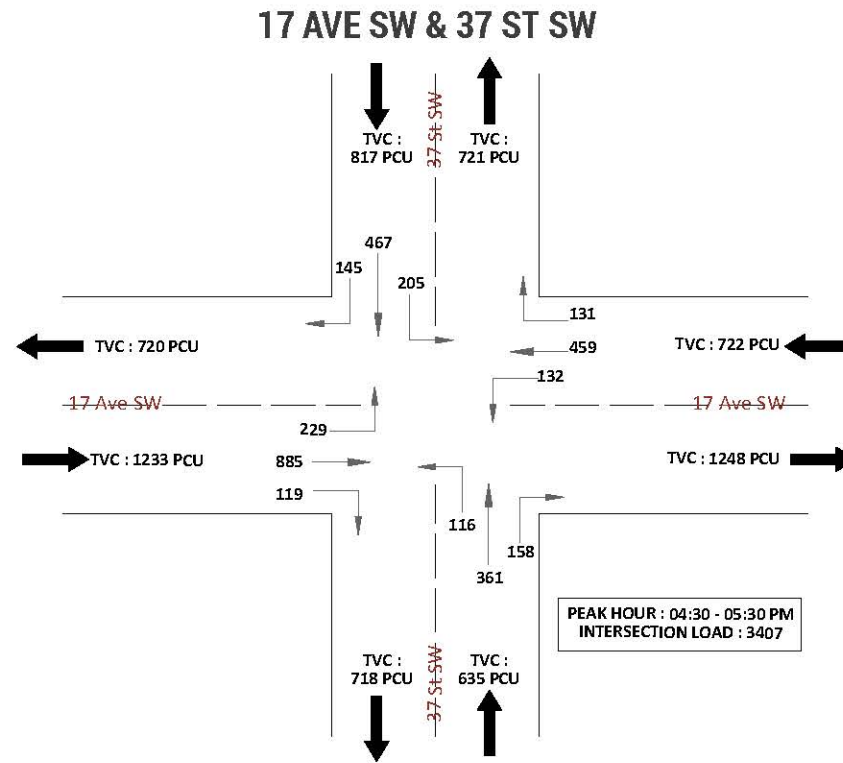 17 AVE SW & 37 ST SW
TVC :
817 PCU
37 St SW
TVC :
721 PCU
467
145
205
131
459
132
TVC : 720 PCU
TVC : 722 PCU
17 Ave SW
17 Ave SW
229
TVC : 1233 PCU
885
119
TVC : 1248 PCU
116
158
361
PEAK HOUR : 04:30 - 05:30 PM
INTERSECTION LOAD : 3407
TVC :
718 PCU
37 St SW
TVC :
635 PCU